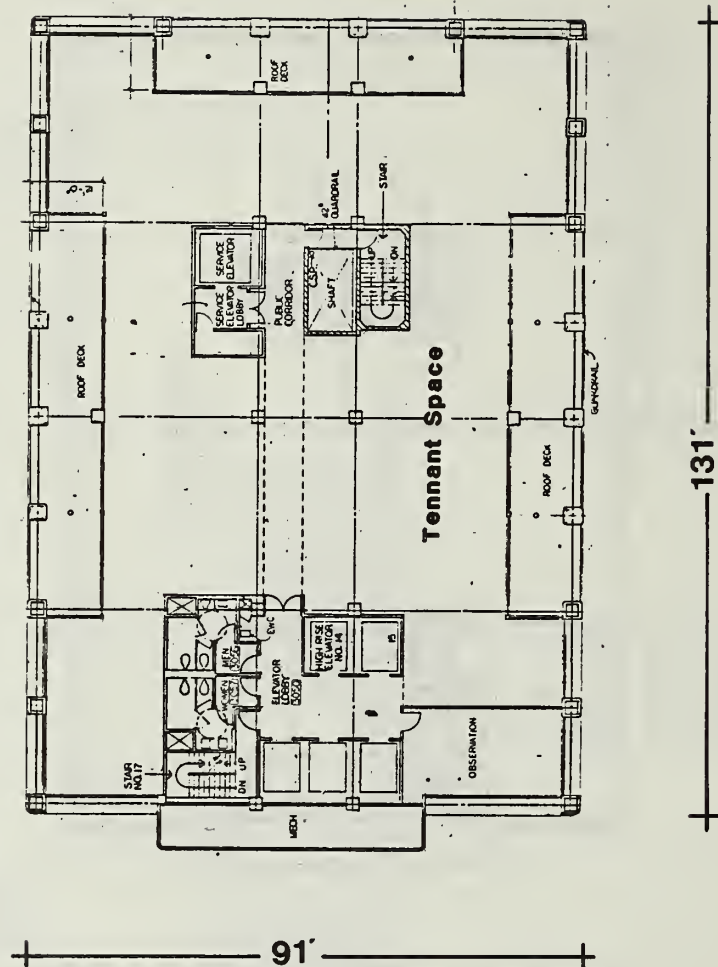 ROOF
DECK
42"
GUARDRAIL
STAIR
SERVICE
ELEVATOR
SERVICE
ELEVATOR
LOBBY
PUBLIC
CORRIDOR
SHAFT
UP
DN
ROOF DECK
Tennant Space
ROOF DECK
GUARDRAIL
131'
EWC
MEN
WOMEN
ELEVATOR
LOBBY
HIGH RISE
ELEVATOR
NO. 14
15
STAIR
NO. 17
UP
DN
OBSERVATION
MECH
91'